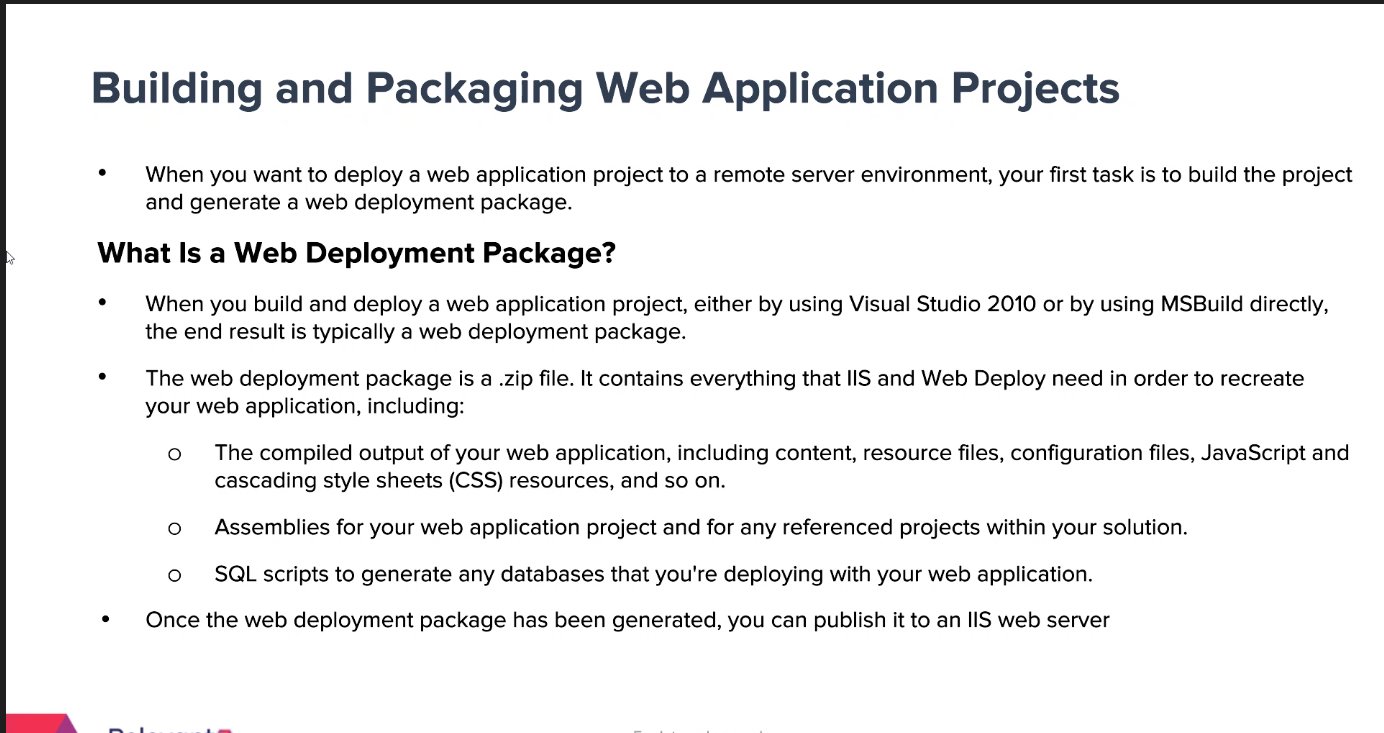 Building and Packaging Web Application Projects
• When you want to deploy a web application project to a remote server environment, your first task is to build the project
and generate a web deployment package.
What Is a Web Deployment Package?
• When you build and deploy a web application project, either by using Visual Studio 2010 or by using MSBuild directly,
the end result is typically a web deployment package.
• The web deployment package is a .zip file. It contains everything that IIS and Web Deploy need in order to recreate
your web application, including:
o The compiled output of your web application, including content, resource files, configuration files, JavaScript and
cascading style sheets (CSS) resources, and so on.
o Assemblies for your web application project and for any referenced projects within your solution.
o SQL scripts to generate any databases that you're deploying with your web application.
• Once the web deployment package has been generated, you can publish it to an IIS web server